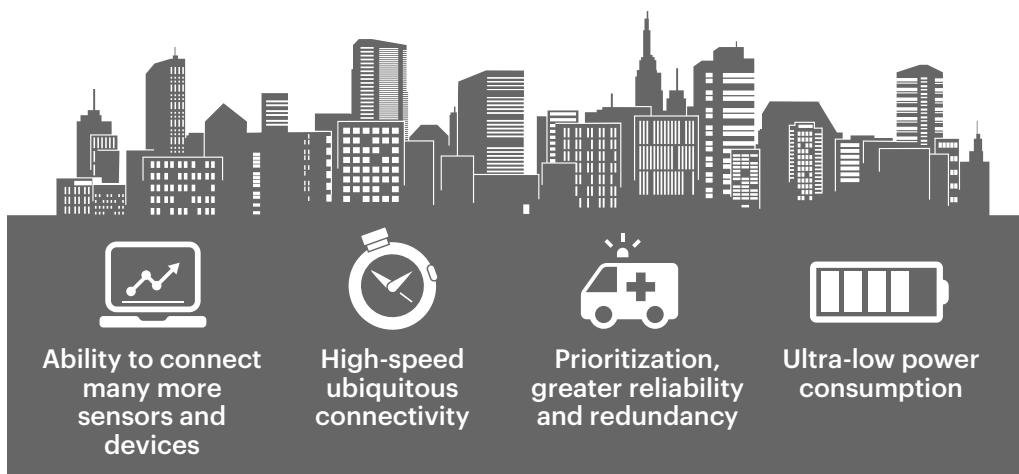 Ability to connect
many more
sensors and
devices
High-speed
ubiquitous
connectivity
Prioritization,
greater reliability
and redundancy
Ultra-low power
consumption